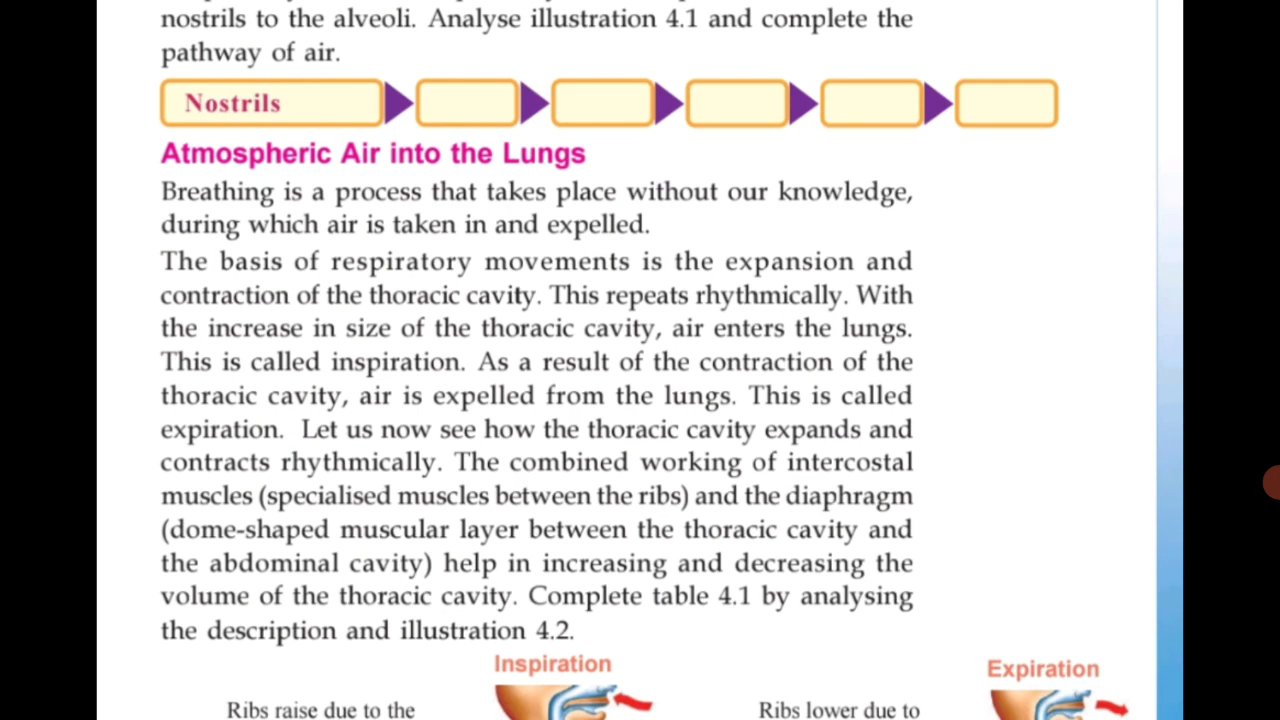 nostrils to the alveoli. Analyse illustration 4.1 and complete the
pathway of air.
Nostrils
Atmospheric Air into the Lungs
Breathing is a process that takes place without our knowledge,
during which air is taken in and expelled.
The basis of respiratory movements is the expansion and
contraction of the thoracic cavity. This repeats rhythmically. With
the increase in size of the thoracic cavity, air enters the lungs.
This is called inspiration. As a result of the contraction of the
thoracic cavity, air is expelled from the lungs. This is called
expiration. Let us now see how the thoracic cavity expands and
contracts rhythmically. The combined working of intercostal
muscles (specialised muscles between the ribs) and the diaphragm
(dome-shaped muscular layer between the thoracic cavity and
the abdominal cavity) help in increasing and decreasing the
volume of the thoracic cavity. Complete table 4.1 by analysing
the description and illustration 4.2.
Inspiration
Expiration
Ribs raise due to the
Ribs lower due to